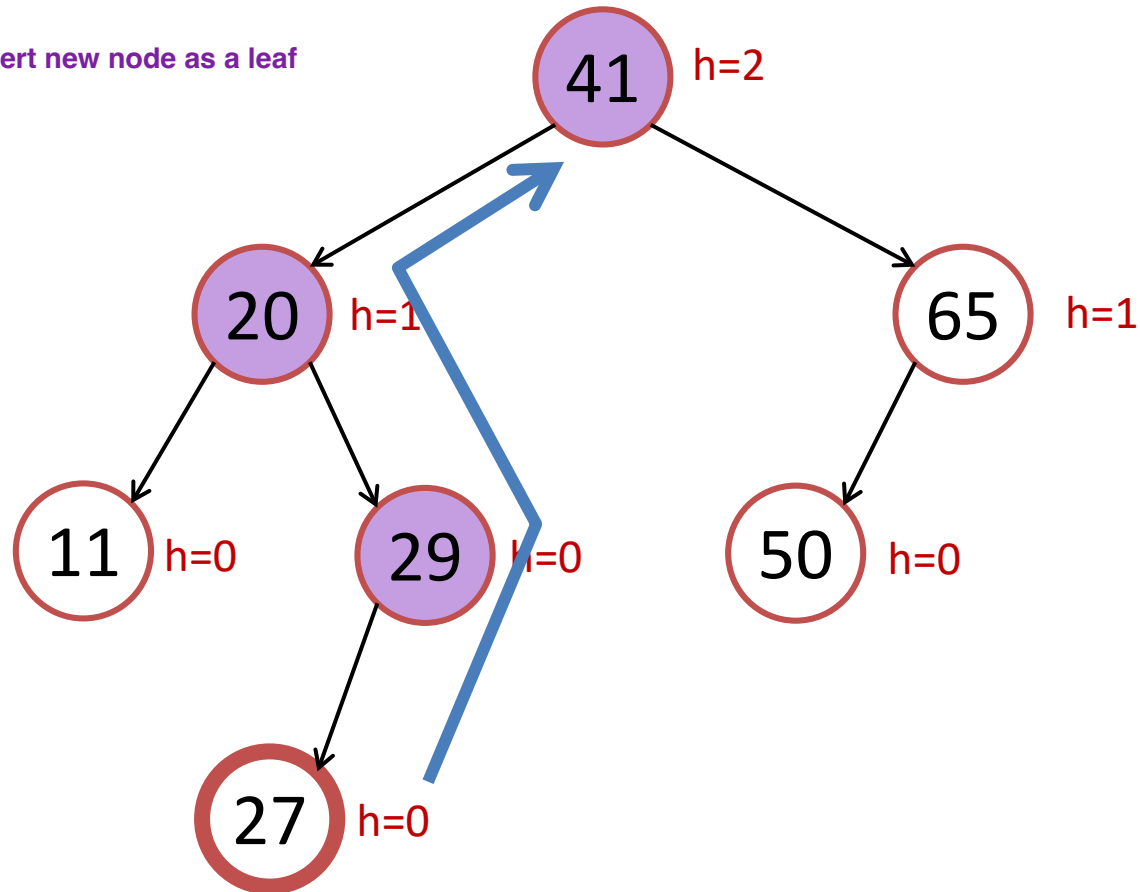 ert new node as a leaf
41 h=2
20 h=1 65 h=1
11 h=0 29 h=0 50 h=0
27 h=0